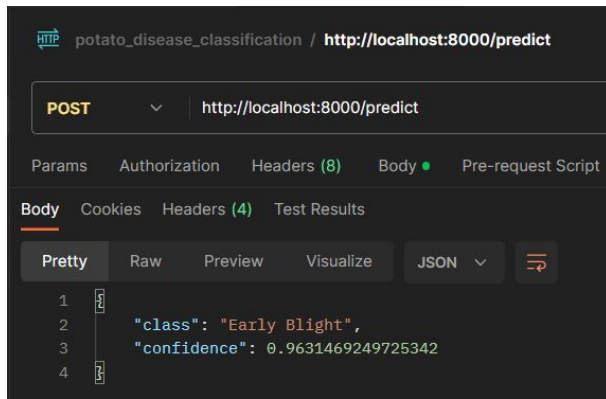 HTTP potato_disease_classification / http://localhost:8000/predict
POST http://localhost:8000/predict
Params Authorization Headers (8) Body Pre-request Script
Body Cookies Headers (4) Test Results
Pretty Raw Preview Visualize JSON
1 {
2 "class": "Early Blight",
3 "confidence": 0.9631469249725342
4 }